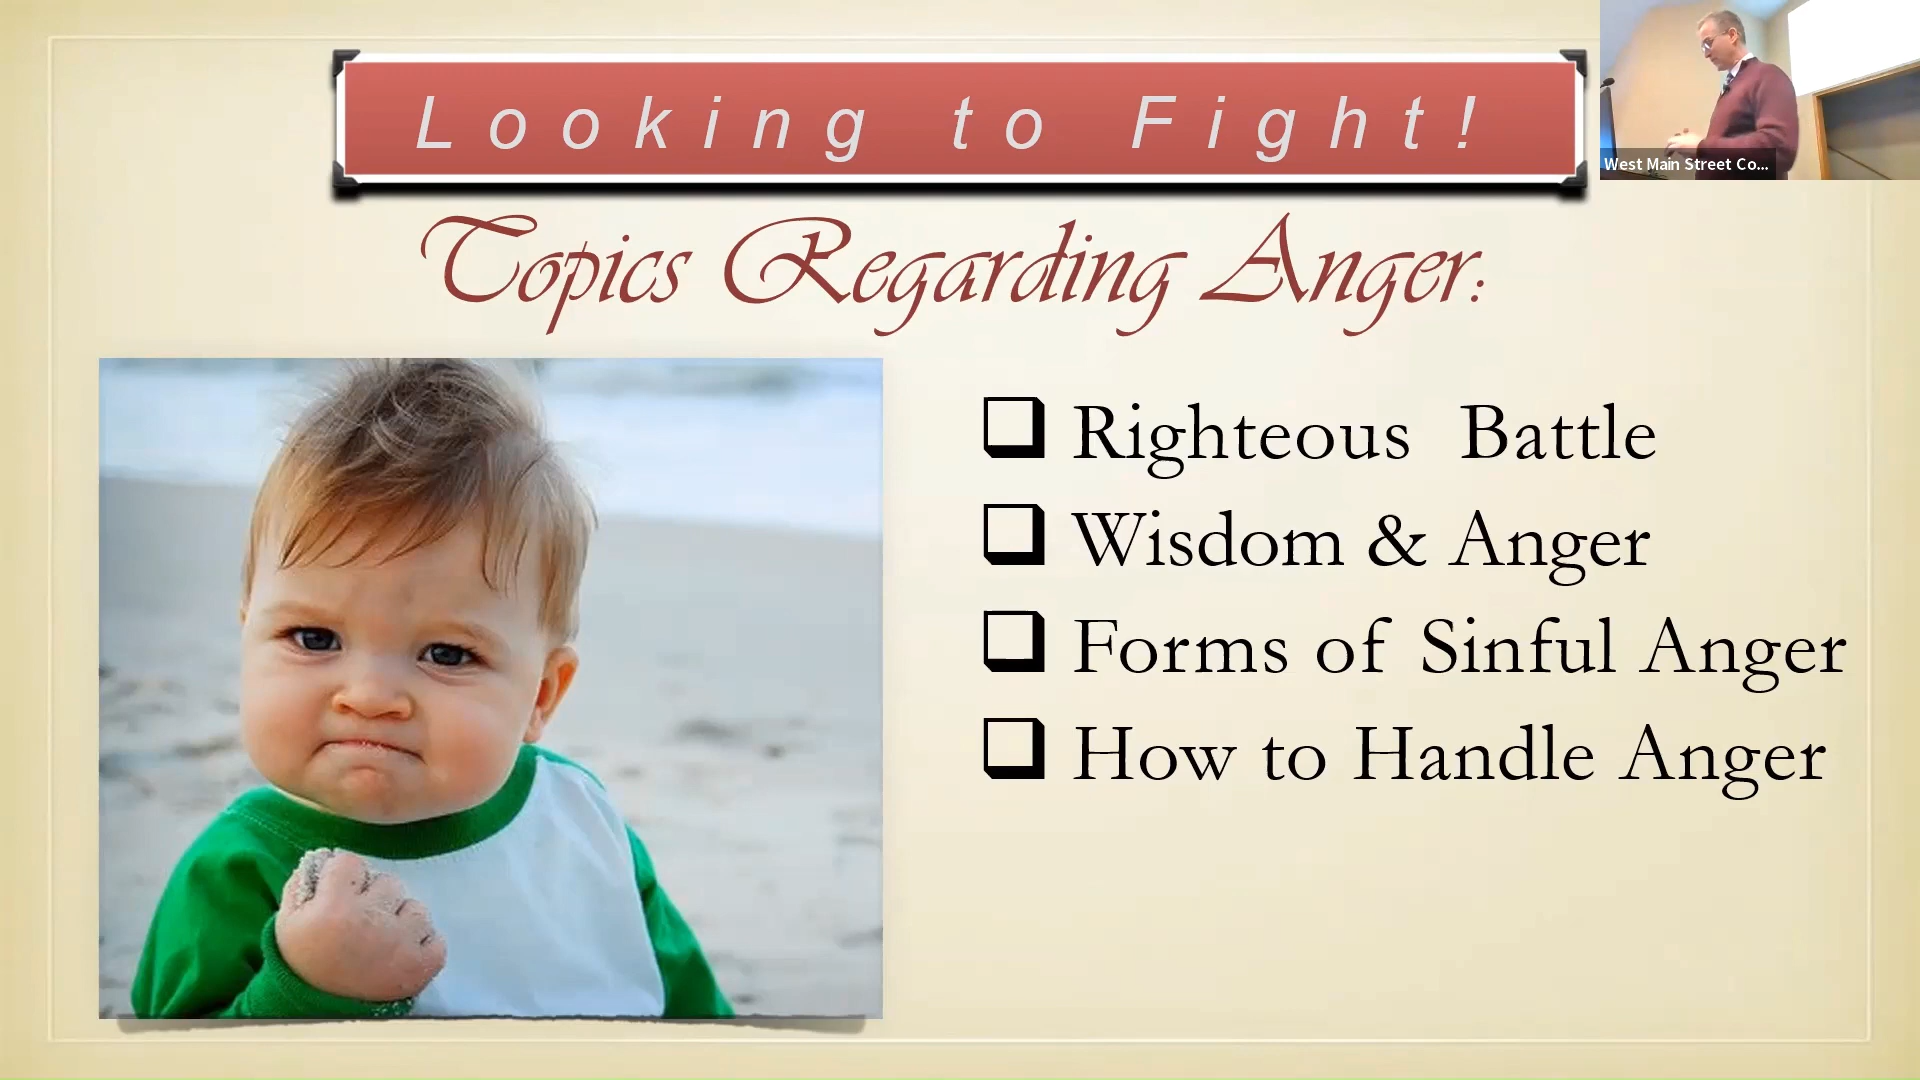 Looking to Fight!
West Main Street Co...
Topics Regarding Anger:
Righteous Battle
Wisdom & Anger
Forms of Sinful Anger
How to Handle Anger